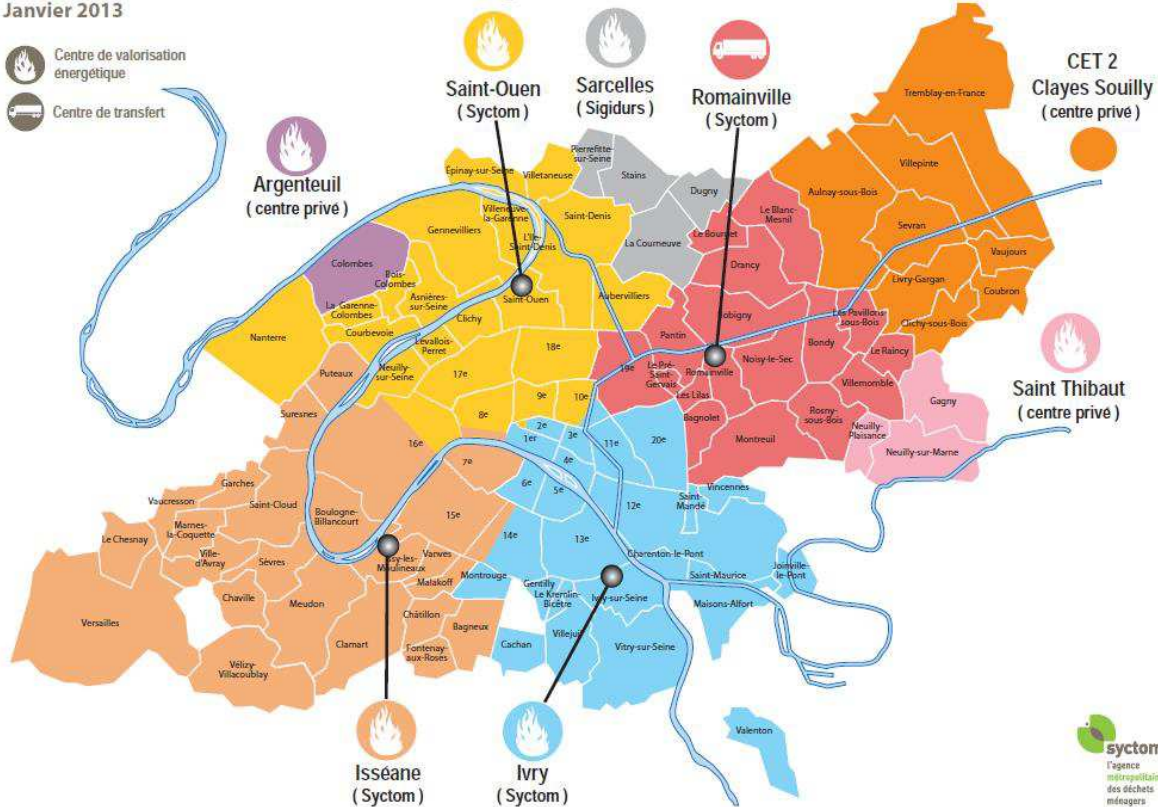 Janvier 2013
Centre de valorisation
énergétique
Centre de transfert
Saint-Ouen
( Syctom )
Sarcelles
( Sigidurs )
Romainville
( Syctom )
CET 2
Clayes Souilly
( centre privé )
Argenteuil
( centre privé )
Saint Thibaut
( centre privé )
Tremblay-en-France
Villepinte
Aulnay-sous-Bois
Sevran
Vaujours
Livry-Gargan
Coubron
Clichy-sous-Bois
Pierrefitte-
sur-Seine
Stains
Dugny
La Courneuve
Épinay-sur-Seine
Villetaneuse
Villeneuve-
la-Garenne
Saint-Denis
L'Île-
Saint-Denis
Gennevilliers
Colombes
Bois-
Colombes
La Garenne-
Colombes
Asnières-
sur-Seine
Saint-Ouen
Aubervilliers
Clichy
Courbevoie
Levallois-
Perret
Nanterre
Neuilly-
sur-Seine
17e
18e
8e
9e
10e
Le Blanc-
Mesnil
Le Bourget
Drancy
Bobigny
Les Pavillons-
sous-Bois
Pantin
19e
Le Pré-
Saint-
Gervais
Romainville
Noisy-le-Sec
Bondy
Le Raincy
Villemomble
Les Lilas
Bagnolet
Montreuil
Rosny-
sous-Bois
Gagny
Neuilly-
Plaisance
Neuilly-sur-Marne
Puteaux
Suresnes
16e
7e
15e
Garches
Vaucresson
Saint-Cloud
Boulogne-
Billancourt
Marnes-
la-Coquette
Le Chesnay
Ville-
d'Avray
Sèvres
Issy-les-
Moulineaux
Vanves
Malakoff
Chaville
Meudon
Châtillon
Versailles
Clamart
Bagneux
Fontenay-
aux-Roses
Vélizy-
Villacoublay
2e
1er
3e
4e
11e
20e
6e
5e
12e
14e
13e
Saint-
Mandé
Vincennes
Charenton-le-Pont
Saint-Maurice
Joinville-
le-Pont
Montrouge
Gentilly
Le Kremlin-
Bicêtre
Ivry-sur-Seine
Maisons-Alfort
Cachan
Villejuif
Vitry-sur-Seine
Valenton
Isséane
( Syctom )
Ivry
( Syctom )
syctom
l'agence
métropolitaine
des déchets
ménagers